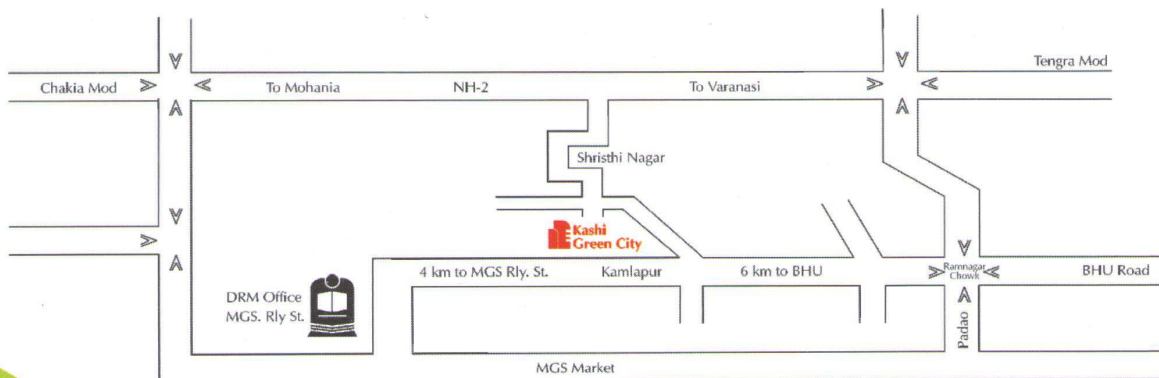 Tengra Mod
Chakia Mod
To Mohania
NH-2
To Varanasi
Shristhi Nagar
Kashi
Green City
4 km to MGS Rly. St.
Kamlapur
6 km to BHU
Ramnagar
Chowk
BHU Road
DRM Office
MGS. Rly St.
Padao
MGS Market